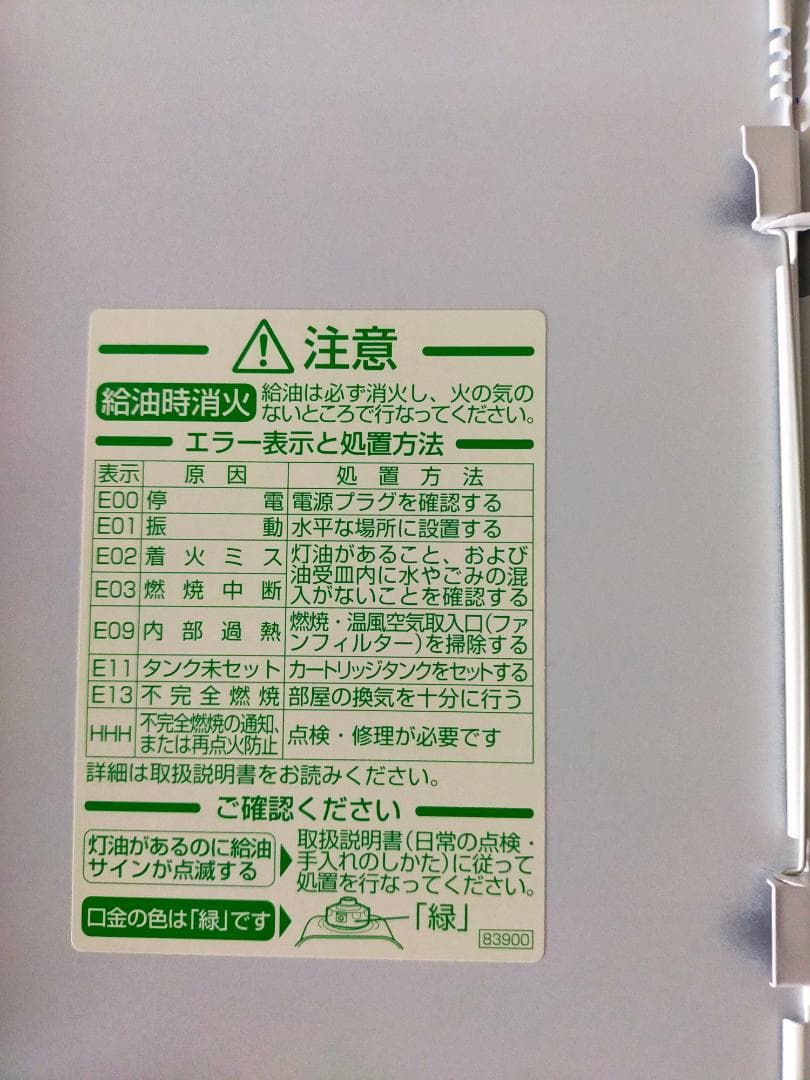 注意
給油時消火 給油は必ず消火し、火の気の
ないところで行なってください。
エラー表示と処置方法
表示 原因 処置方法
E00 停電 電源プラグを確認する
E01 振動 水平な場所に設置する
E02 着火ミス 灯油があること、および
油受皿内に水やごみの混
E03 燃焼中断 入がないことを確認する
E09 内部過熱 燃焼・温風空気取入口(ファ
ンフィルター)を掃除する
E11 タンク未セット カートリッジタンクをセットする
E13 不完全燃焼 部屋の換気を十分に行う
HHH 不完全燃焼の通知、
または再点火防止 点検・修理が必要です
詳細は取扱説明書をお読みください。
ご確認ください
灯油があるのに給油
サインが点滅する
取扱説明書(日常の点検・
手入れのしかた)に従って
処置を行なってください。
口金の色は「緑」です 「緑」
83900